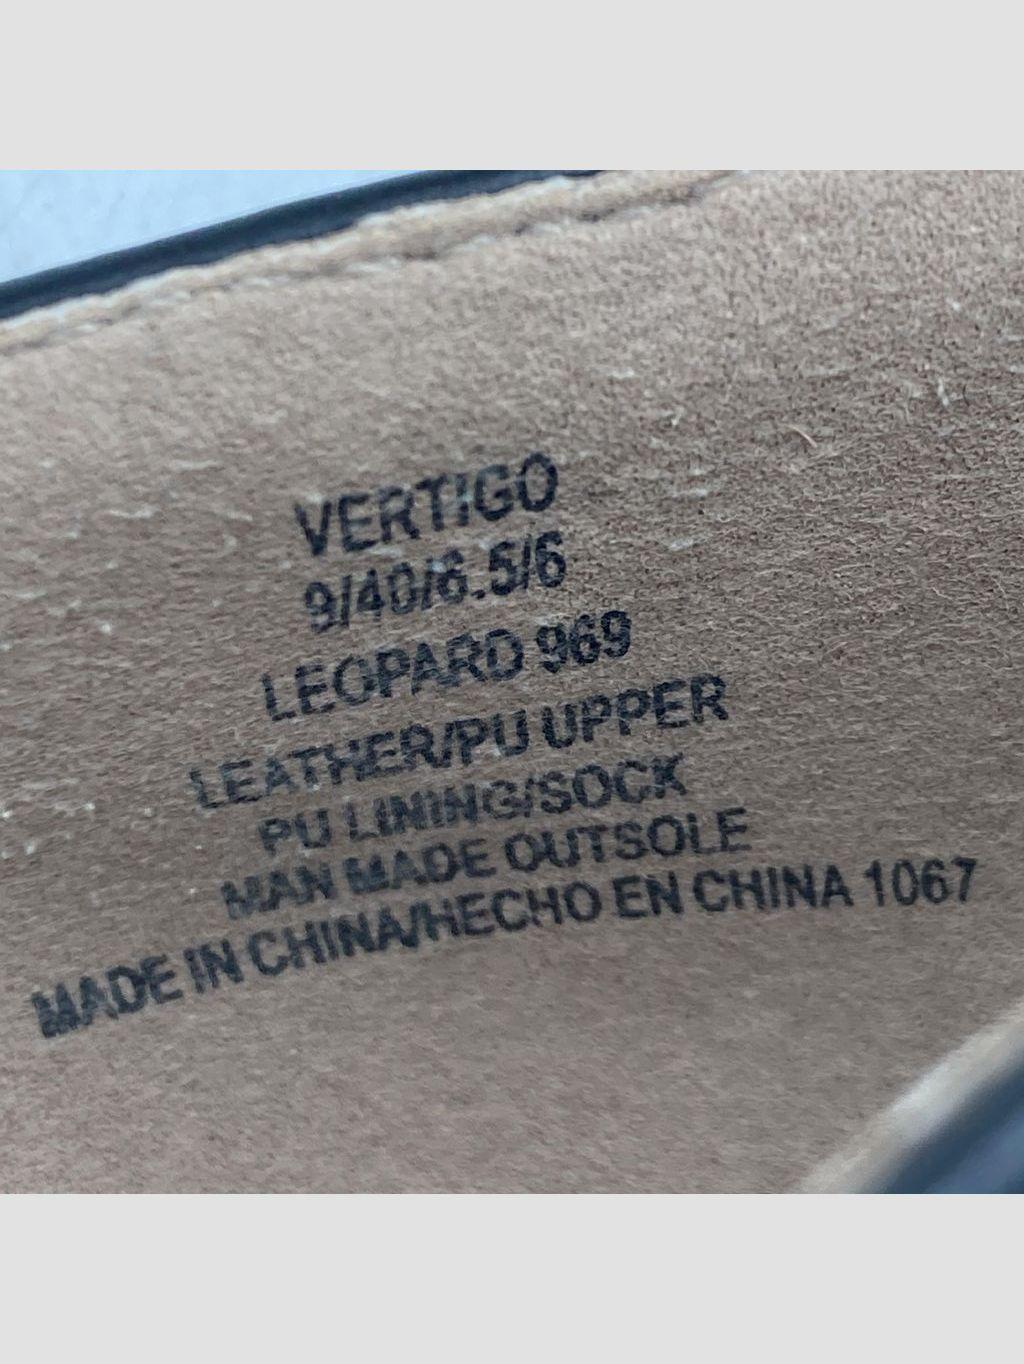 VERTIGO
9/40/6.5/6
LEOPARD 969
LEATHER/PU UPPER
PU LINING/SOCK
MAN MADE OUTSOLE
MADE IN CHINA/HECHO EN CHINA 1067